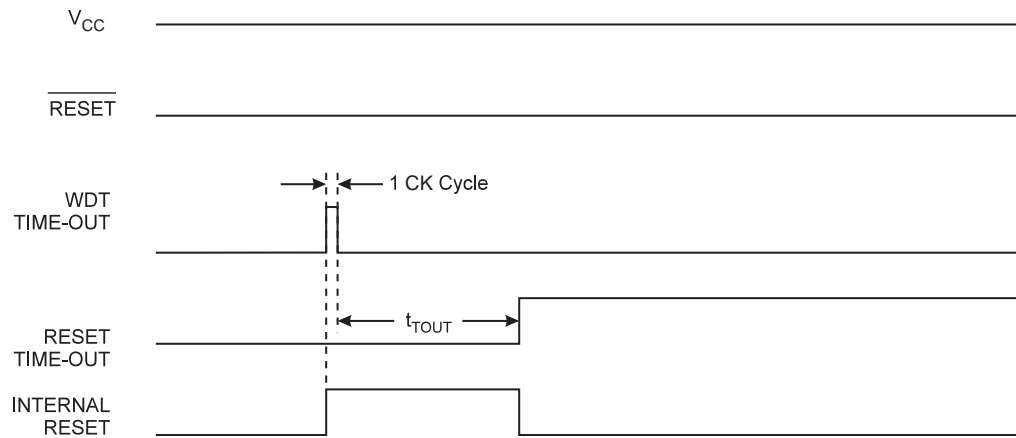 VCC
RESET
1 CK Cycle
WDT
TIME-OUT
tTOUT
RESET
TIME-OUT
INTERNAL
RESET